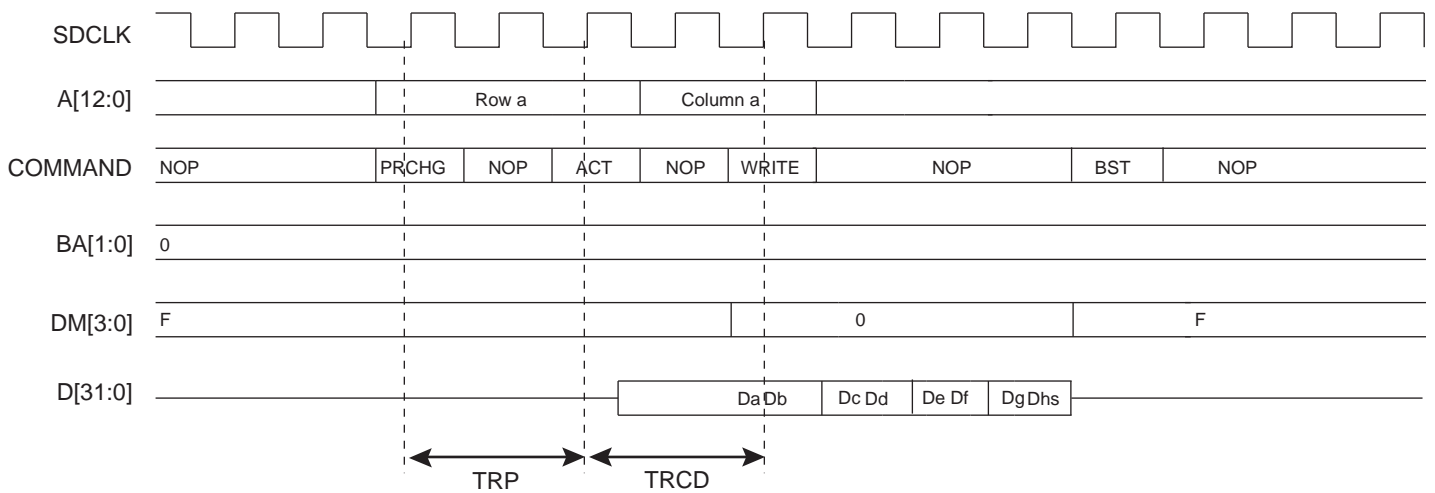 SDCLK
A[12:0] Row a Column a
COMMAND NOP PRCHG NOP ACT NOP WRITE NOP BST NOP
BA[1:0] 0
DM[3:0] F 0 F
D[31:0] Da Db Dc Dd De Df Dg Dhs
TRP TRCD